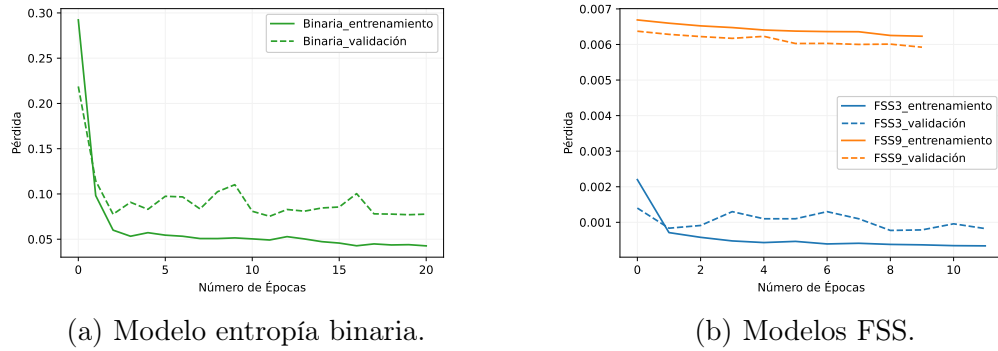 0.30
0.25
0.20
0.15
0.10
0.05
Pérdida
0
5
10
15
20
Número de Épocas
Binaria_entrenamiento
Binaria_validación
(a) Modelo entropía binaria.
0.007
0.006
0.005
0.004
0.003
0.002
0.001
Pérdida
0
2
4
6
8
10
Número de Épocas
FSS3_entrenamiento
FSS3_validación
FSS9_entrenamiento
FSS9_validación
(b) Modelos FSS.